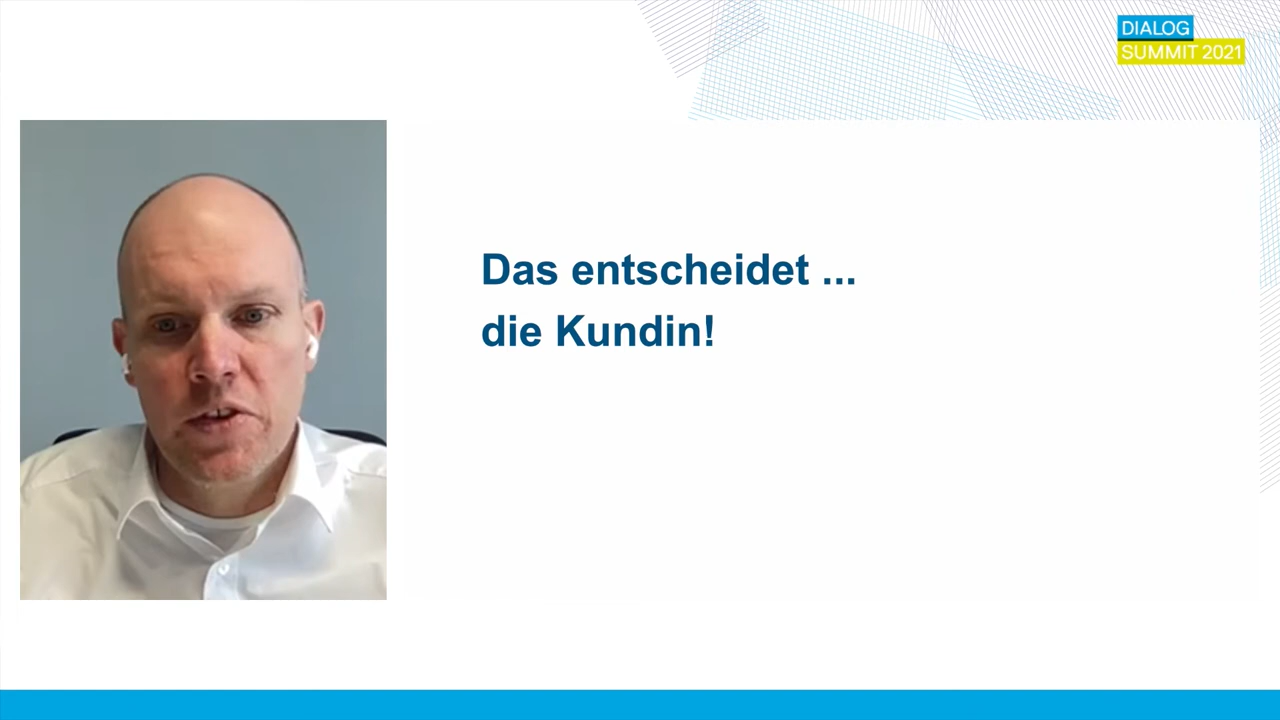 DIALOG
SUMMIT 2021
Das entscheidet ...
die Kundin!